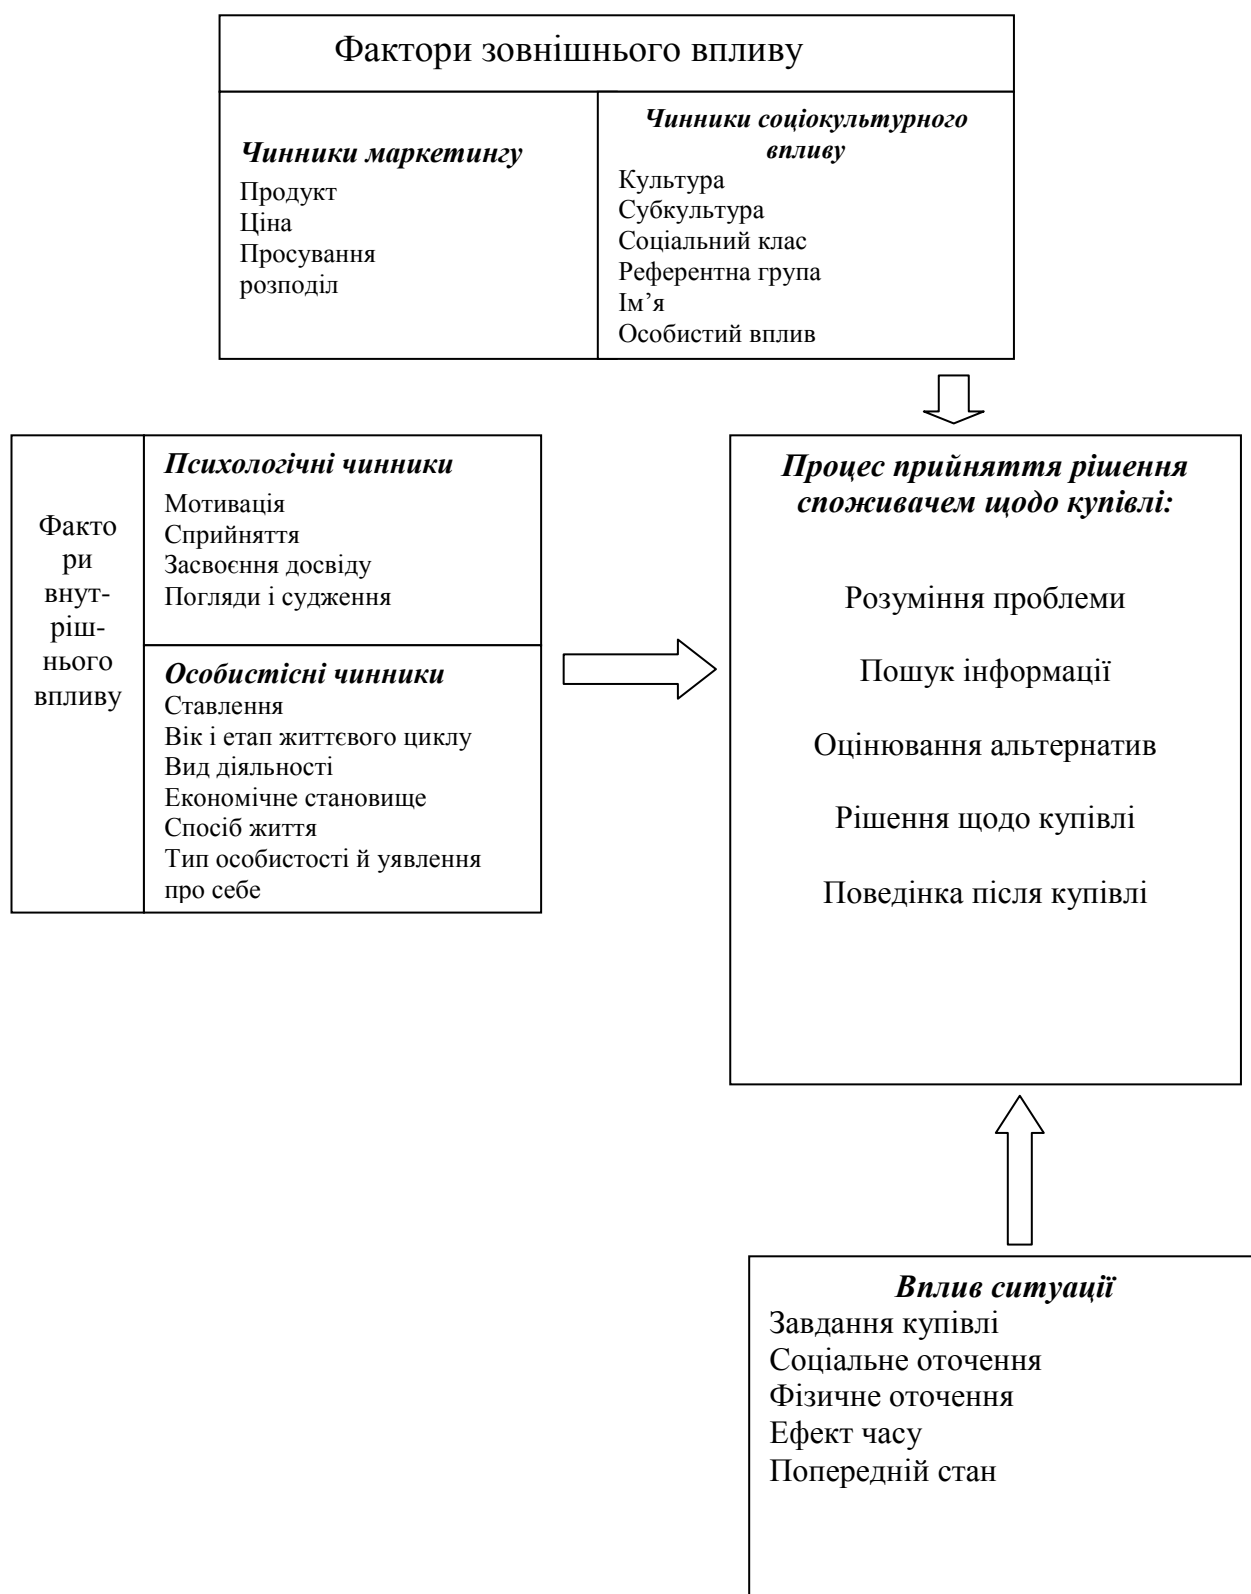 Фактори зовнішнього впливу
Чинники маркетингу
Продукт
Ціна
Просування
розподіл
Чинники соціокультурного
впливу
Культура
Субкультура
Соціальний клас
Референтна група
Ім’я
Особистий вплив
Факто
ри
внут-
ріш-
нього
впливу
Психологічні чинники
Мотивація
Сприйняття
Засвоєння досвіду
Погляди і судження
Особистісні чинники
Ставлення
Вік і етап життєвого циклу
Вид діяльності
Економічне становище
Спосіб життя
Тип особистості й уявлення
про себе
Процес прийняття рішення
споживачем щодо купівлі:
Розуміння проблеми
Пошук інформації
Оцінювання альтернатив
Рішення щодо купівлі
Поведінка після купівлі
Вплив ситуації
Завдання купівлі
Соціальне оточення
Фізичне оточення
Ефект часу
Попередній стан